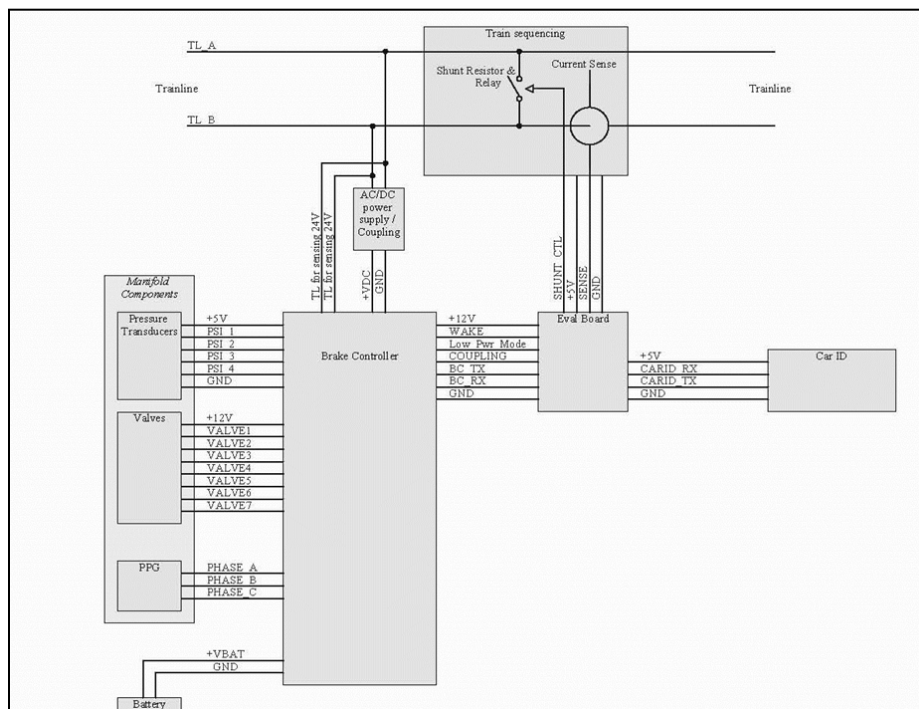 Train sequencing
TL_A
Current Sense
Shunt Resistor &
Relay
Trainline
Trainline
TL_B
AC/DC
power
supply /
Coupling
TL for sensing 24V
TL for sensing 24V
+VDC
GND
SHUNT_CTL
+5V
SENSE
GND
Manifold
Components
Pressure
Transducers
+5V
PSI_1
PSI_2
PSI_3
PSI_4
GND
Brake Controller
+12V
WAKE
Low Pwr Mode
COUPLING
BC_TX
BC_RX
GND
Eval Board
+5V
CARID_RX
CARID_TX
GND
Car ID
Valves
+12V
VALVE1
VALVE2
VALVE3
VALVE4
VALVE5
VALVE6
VALVE7
PPG
PHASE_A
PHASE_B
PHASE_C
+VBAT
GND
Battery